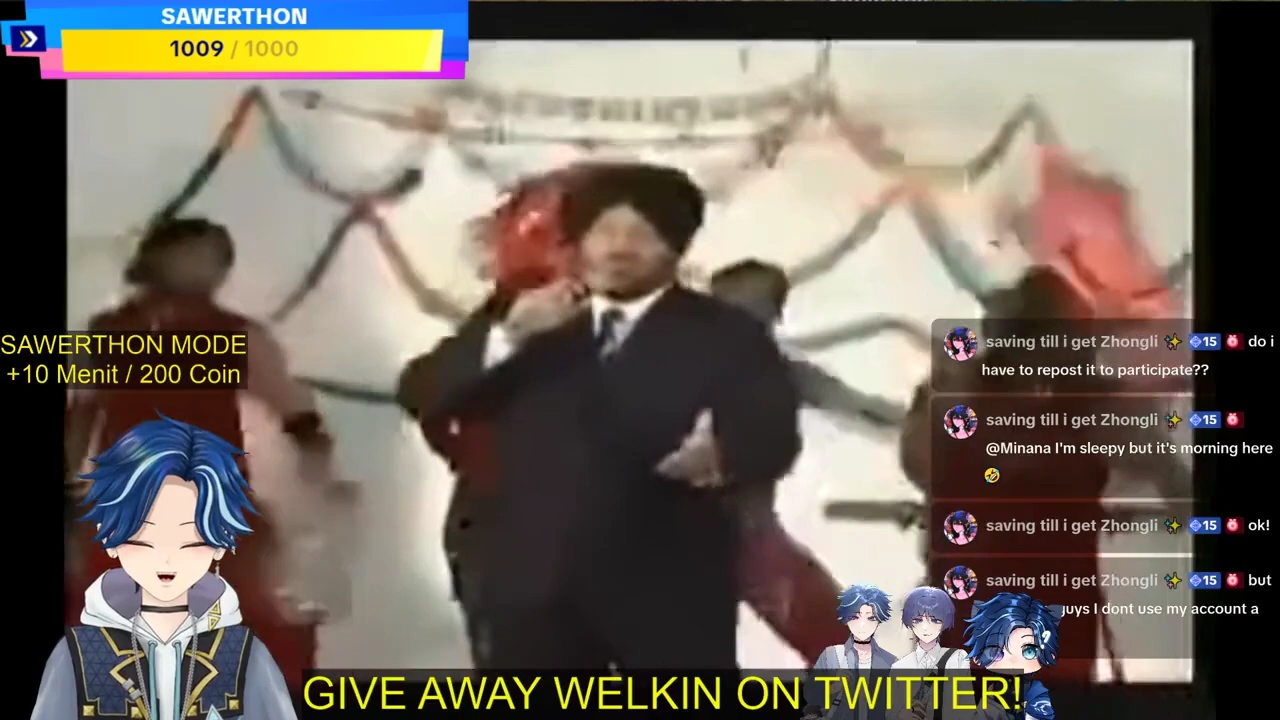 SAWERTHON
1009 / 1000
SAWERTHON MODE
+10 Menit / 200 Coin
saving till i get Zhongli ✨ 15 do i
have to repost it to participate??
saving till i get Zhongli ✨ 15
@Minana I'm sleepy but it's morning here
🤣
saving till i get Zhongli ✨ 15 ok!
saving till i get Zhongli ✨ 15 but
guys I dont use my account a
GIVE AWAY WELKIN ON TWITTER!